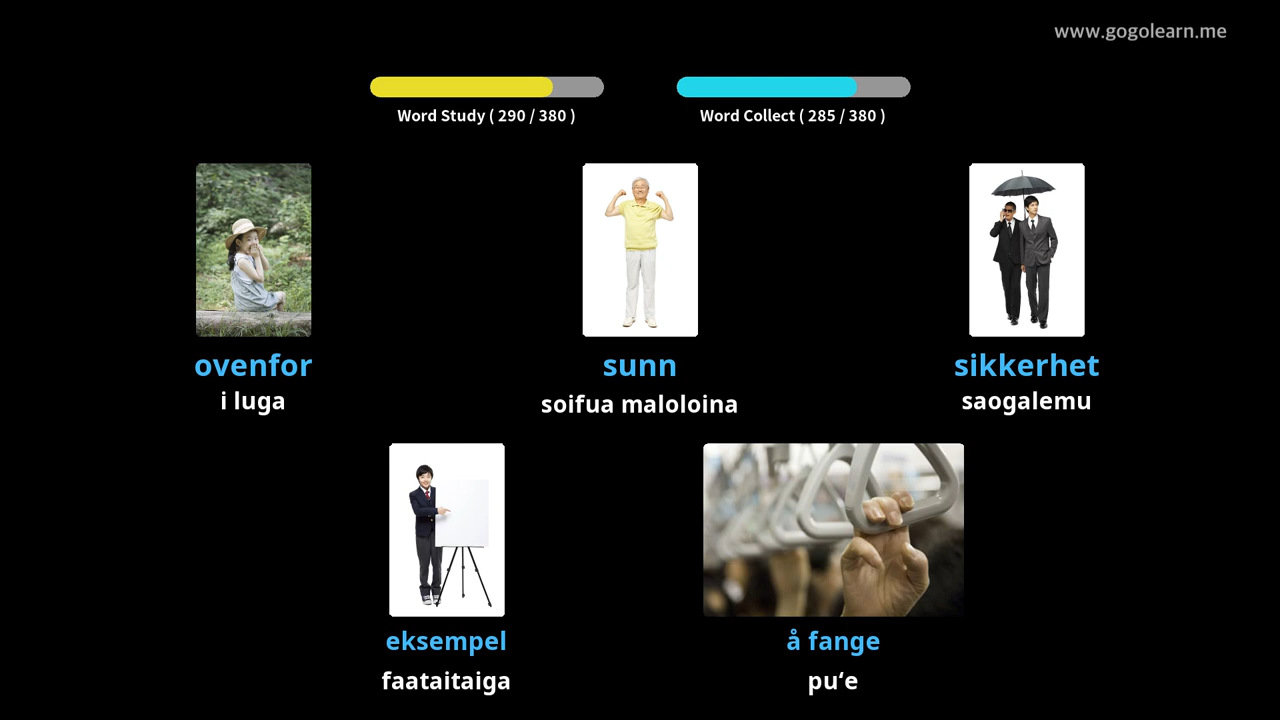 www.gogolearn.me
Word Study ( 290 / 380 )
Word Collect ( 285 / 380 )
ovenfor
i luga
sunn
soifua maloloina
sikkerhet
saogalemu
eksempel
faataitaiga
å fange
puʻe